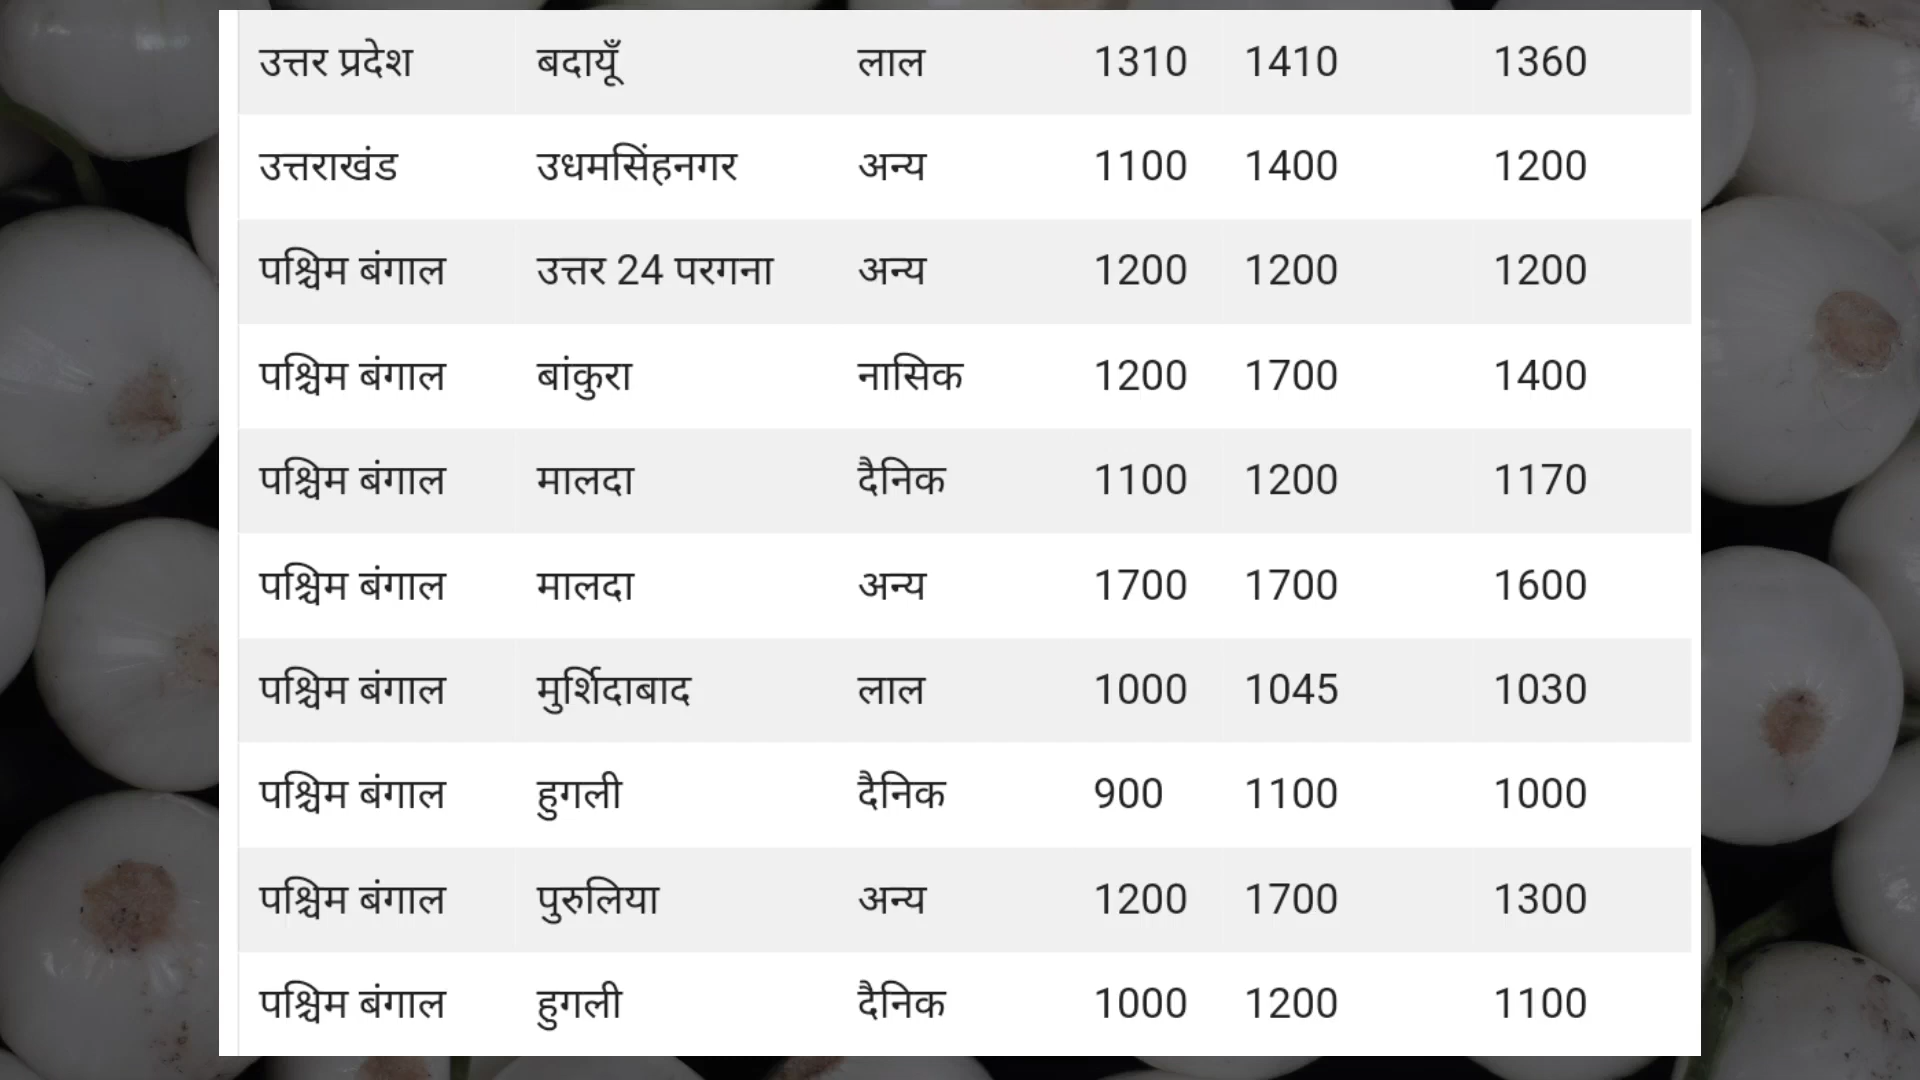 उत्तर प्रदेश बदायूँ लाल 1310 1410 1360
उत्तराखंड उधमसिंहनगर अन्य 1100 1400 1200
पश्चिम बंगाल उत्तर 24 परगना अन्य 1200 1200 1200
पश्चिम बंगाल बांकुरा नासिक 1200 1700 1400
पश्चिम बंगाल मालदा दैनिक 1100 1200 1170
पश्चिम बंगाल मालदा अन्य 1700 1700 1600
पश्चिम बंगाल मुर्शिदाबाद लाल 1000 1045 1030
पश्चिम बंगाल हुगली दैनिक 900 1100 1000
पश्चिम बंगाल पुरुलिया अन्य 1200 1700 1300
पश्चिम बंगाल हुगली दैनिक 1000 1200 1100